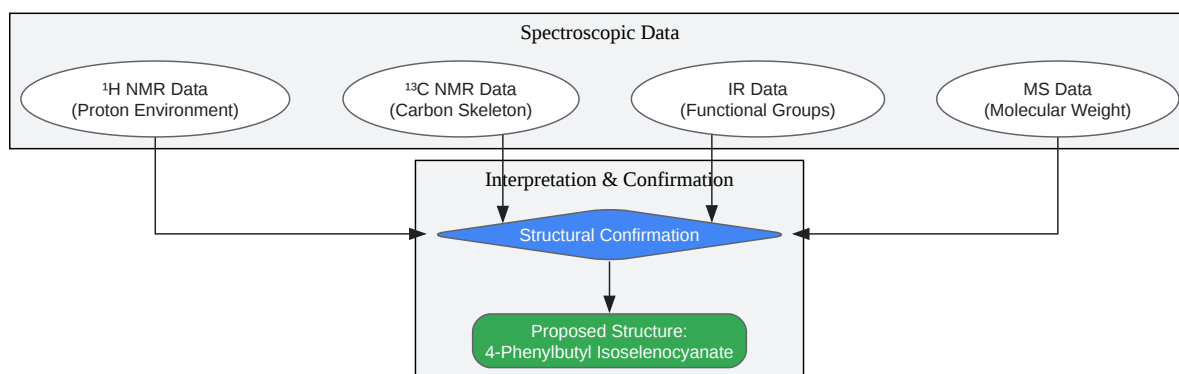 Spectroscopic Data
¹H NMR Data
(Proton Environment)
¹³C NMR Data
(Carbon Skeleton)
IR Data
(Functional Groups)
MS Data
(Molecular Weight)
Interpretation & Confirmation
Structural Confirmation
Proposed Structure:
4-Phenylbutyl Isoselenocyanate